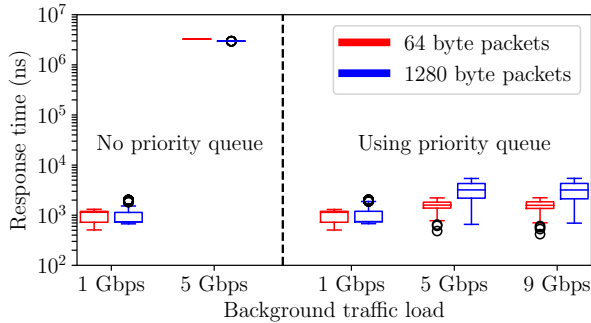 Response time (ns)
10^7
10^6
10^5
10^4
10^3
10^2
64 byte packets
1280 byte packets
No priority queue
Using priority queue
1 Gbps
5 Gbps
1 Gbps
5 Gbps
9 Gbps
Background traffic load